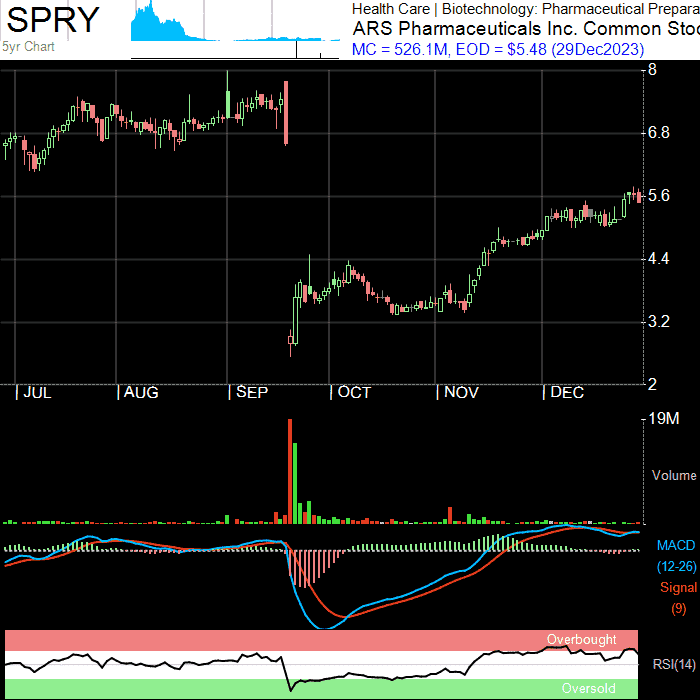 SPRY
5yr Chart
Health Care | Biotechnology: Pharmaceutical Prepara
ARS Pharmaceuticals Inc. Common Stoc
MC = 526.1M, EOD = $5.48 (29Dec2023)
8
6.8
5.6
4.4
3.2
2
| JUL | AUG | SEP | OCT | NOV | DEC
19M
Volume
MACD
(12-26)
Signal
(9)
Overbought
RSI(14)
Oversold